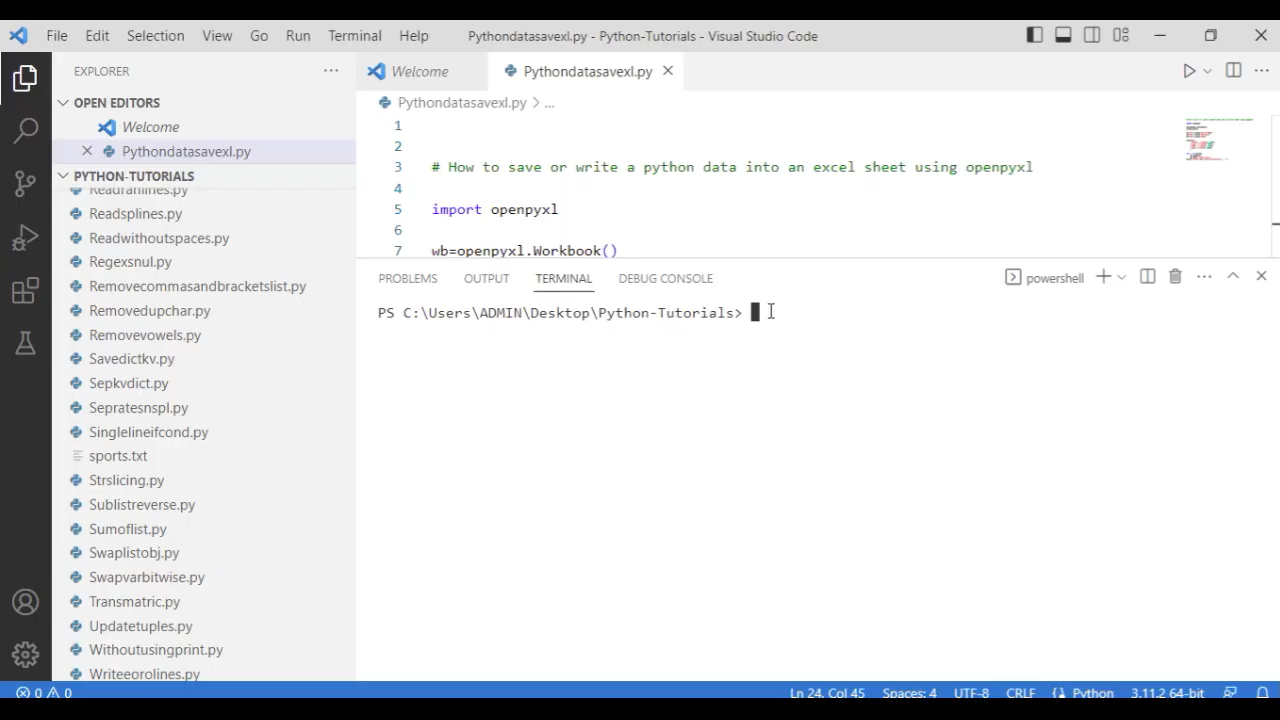 File Edit Selection View Go Run Terminal Help Pythondatasavexl.py - Python-Tutorials - Visual Studio Code
EXPLORER
OPEN EDITORS
Welcome
Pythondatasavexl.py
PYTHON-TUTORIALS
Readranlines.py
Readsplines.py
Readwithoutspaces.py
Regexsnul.py
Removecommasandbracketslist.py
Removedupchar.py
Removevowels.py
Savedictkv.py
Sepkvdict.py
Sepratesnspl.py
Singlelineifcond.py
sports.txt
Strslicing.py
Sublistreverse.py
Sumoflist.py
Swaplistobj.py
Swapvarbitwise.py
Transmatric.py
Updatetuples.py
Withoutusingprint.py
Writeeorolines.py
Welcome Pythondatasavexl.py
Pythondatasavexl.py > ...
1
2
3 # How to save or write a python data into an excel sheet using openpyxl
4
5 import openpyxl
6
7 wb=openpyxl.Workbook()
PROBLEMS OUTPUT TERMINAL DEBUG CONSOLE powershell
PS C:\Users\ADMIN\Desktop\Python-Tutorials>
0 0 Ln 24, Col 45 Spaces: 4 UTF-8 CRLF Python 3.11.2 64-bit